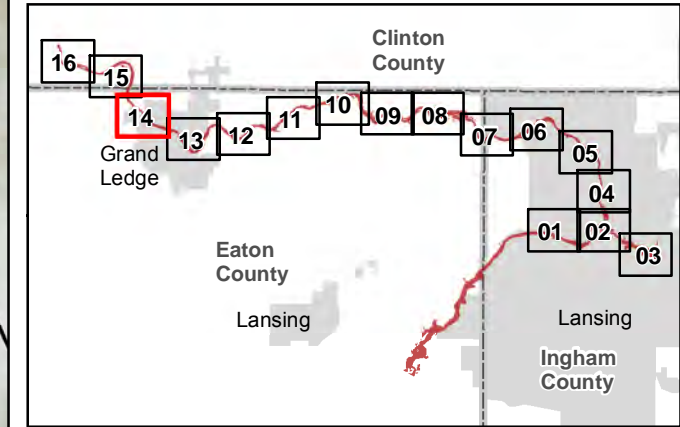 Clinton
County
16
15
14
13
12
11
10
09
08
07
06
05
04
01
02
03
Grand
Ledge
Eaton
County
Lansing
Lansing
Ingham
County